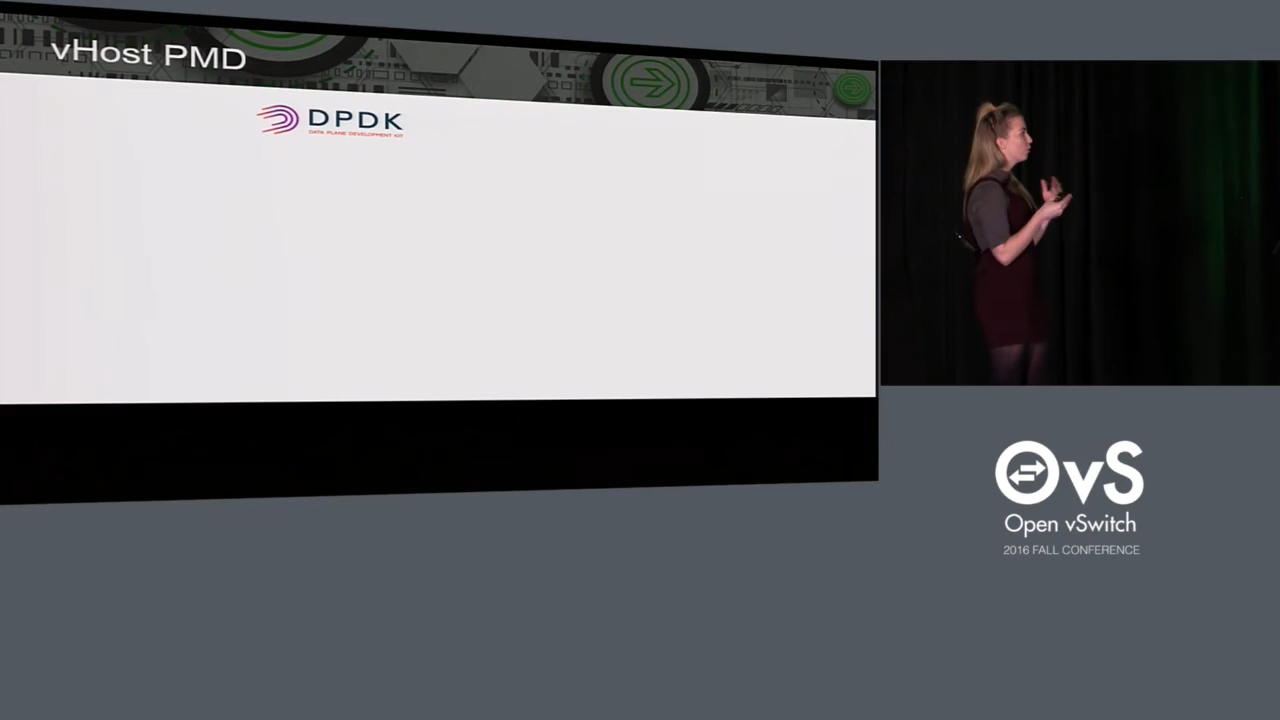 vHost PMD
DPDK
DATA PLANE DEVELOPMENT KIT
OvS
Open vSwitch
2016 FALL CONFERENCE